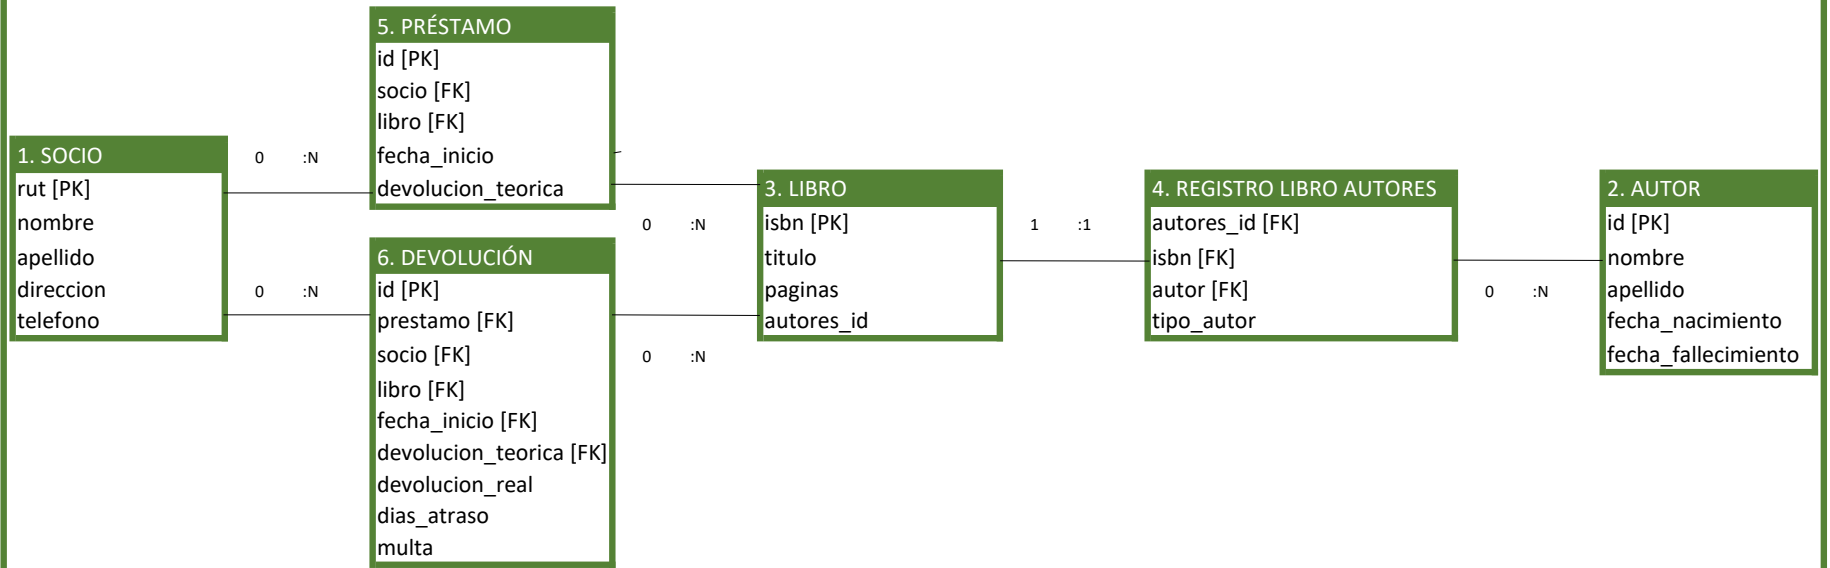 5. PRÉSTAMO
id [PK]
socio [FK]
libro [FK]
fecha_inicio
devolucion_teorica
1. SOCIO
rut [PK]
nombre
apellido
direccion
telefono
0 :N
0 :N
6. DEVOLUCIÓN
id [PK]
prestamo [FK]
socio [FK]
libro [FK]
fecha_inicio [FK]
devolucion_teorica [FK]
devolucion_real
dias_atraso
multa
0 :N
0 :N
3. LIBRO
isbn [PK]
titulo
paginas
autores_id
1 :1
4. REGISTRO LIBRO AUTORES
autores_id [FK]
isbn [FK]
autor [FK]
tipo_autor
0 :N
2. AUTOR
id [PK]
nombre
apellido
fecha_nacimiento
fecha_fallecimiento